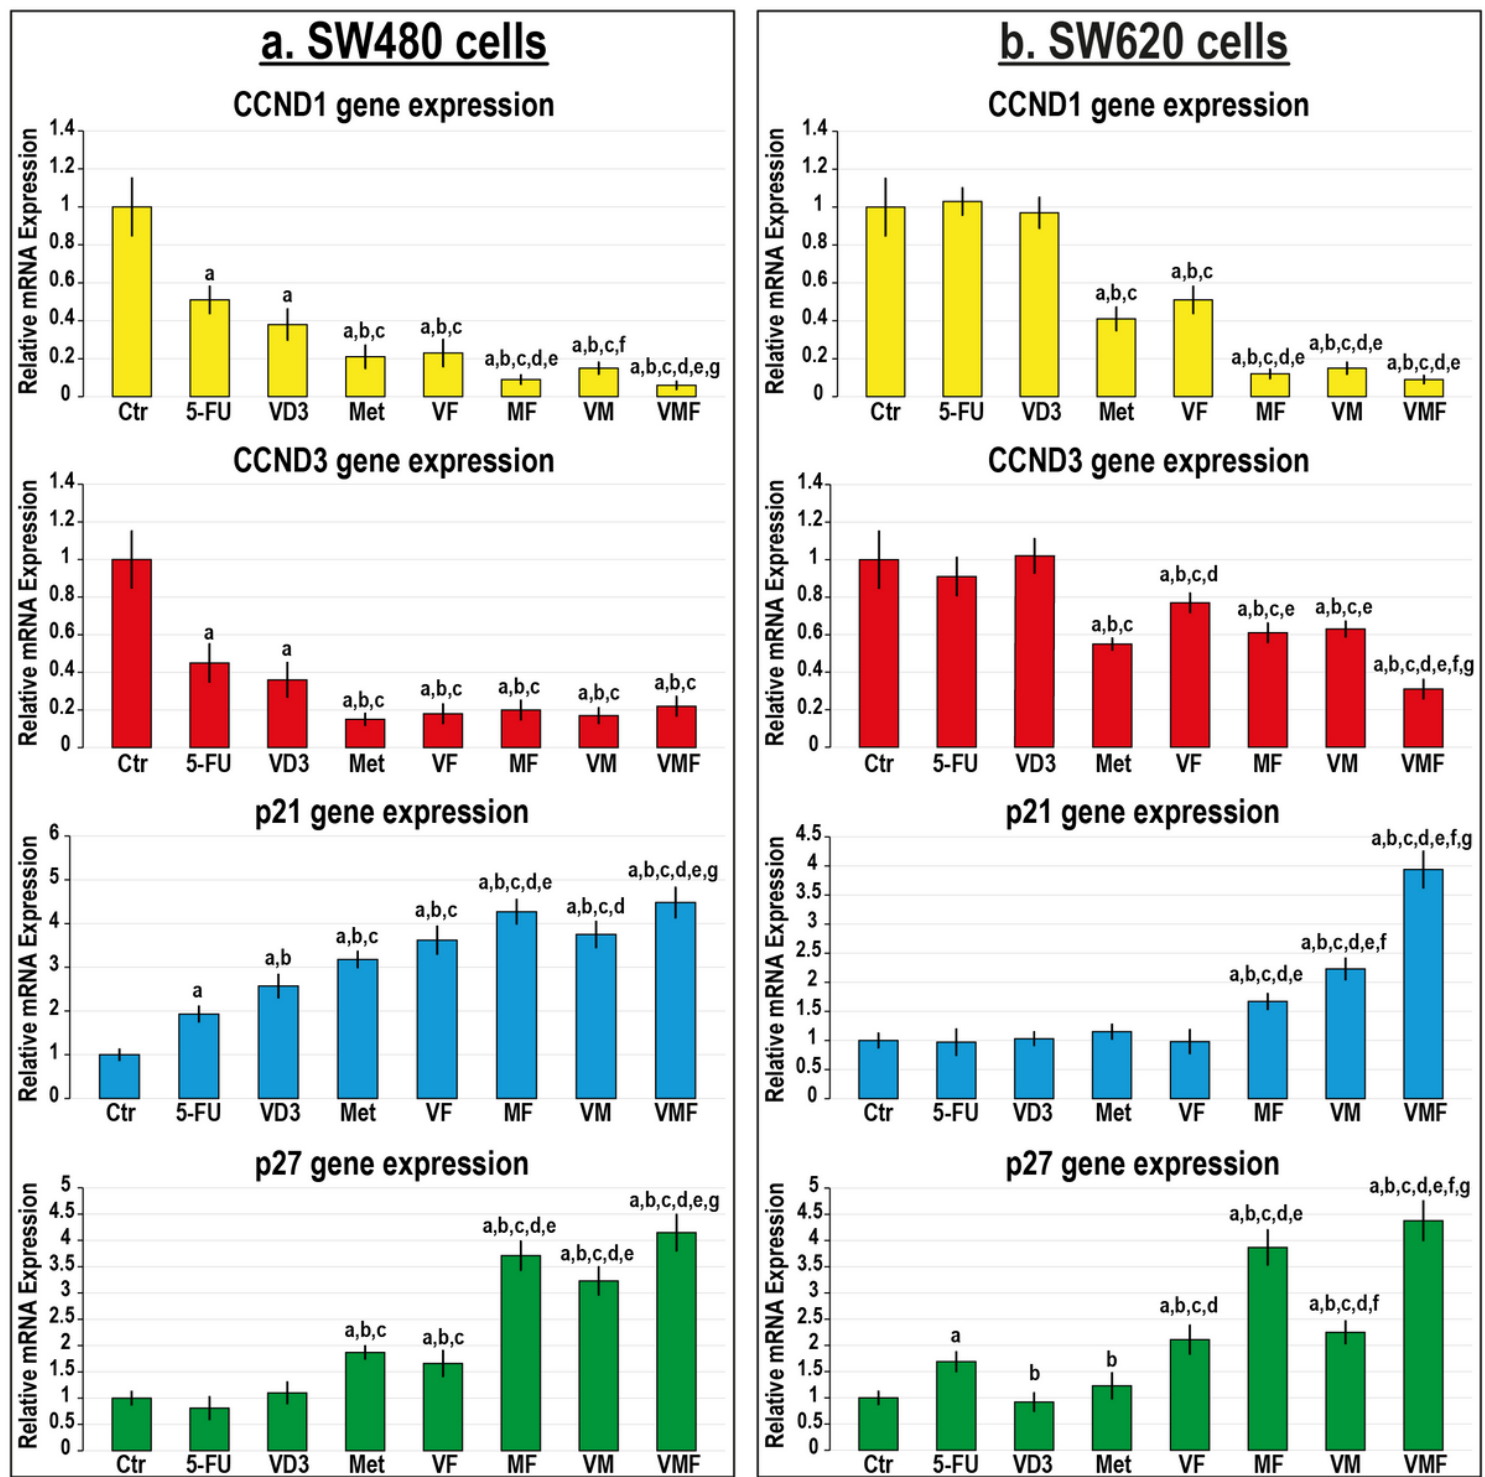 a. SW480 cells
CCND1 gene expression
Relative mRNA Expression
1.4
1.2
1
0.8
0.6
0.4
0.2
0
a
a
a,b,c
a,b,c
a,b,c,d,e
a,b,c,f
a,b,c,d,e,g
Ctr 5-FU VD3 Met VF MF VM VMF
CCND3 gene expression
Relative mRNA Expression
1.4
1.2
1
0.8
0.6
0.4
0.2
0
a
a
a,b,c
a,b,c
a,b,c
a,b,c
a,b,c
Ctr 5-FU VD3 Met VF MF VM VMF
p21 gene expression
Relative mRNA Expression
6
5
4
3
2
1
0
a
a,b
a,b,c
a,b,c
a,b,c,d,e
a,b,c,d
a,b,c,d,e,g
Ctr 5-FU VD3 Met VF MF VM VMF
p27 gene expression
Relative mRNA Expression
5
4.5
4
3.5
3
2.5
2
1.5
1
0.5
0
a,b,c
a,b,c
a,b,c,d,e
a,b,c,d,e
a,b,c,d,e,g
Ctr 5-FU VD3 Met VF MF VM VMF
b. SW620 cells
CCND1 gene expression
Relative mRNA Expression
1.4
1.2
1
0.8
0.6
0.4
0.2
0
a,b,c
a,b,c
a,b,c,d,e
a,b,c,d,e
a,b,c,d,e
Ctr 5-FU VD3 Met VF MF VM VMF
CCND3 gene expression
Relative mRNA Expression
1.4
1.2
1
0.8
0.6
0.4
0.2
0
a,b,c
a,b,c,d
a,b,c,e
a,b,c,e
a,b,c,d,e,f,g
Ctr 5-FU VD3 Met VF MF VM VMF
p21 gene expression
Relative mRNA Expression
4.5
4
3.5
3
2.5
2
1.5
1
0.5
0
a,b,c,d,e
a,b,c,d,e,f
a,b,c,d,e,f,g
Ctr 5-FU VD3 Met VF MF VM VMF
p27 gene expression
Relative mRNA Expression
5
4.5
4
3.5
3
2.5
2
1.5
1
0.5
0
a
b
b
a,b,c,d
a,b,c,d,e
a,b,c,d,f
a,b,c,d,e,f,g
Ctr 5-FU VD3 Met VF MF VM VMF